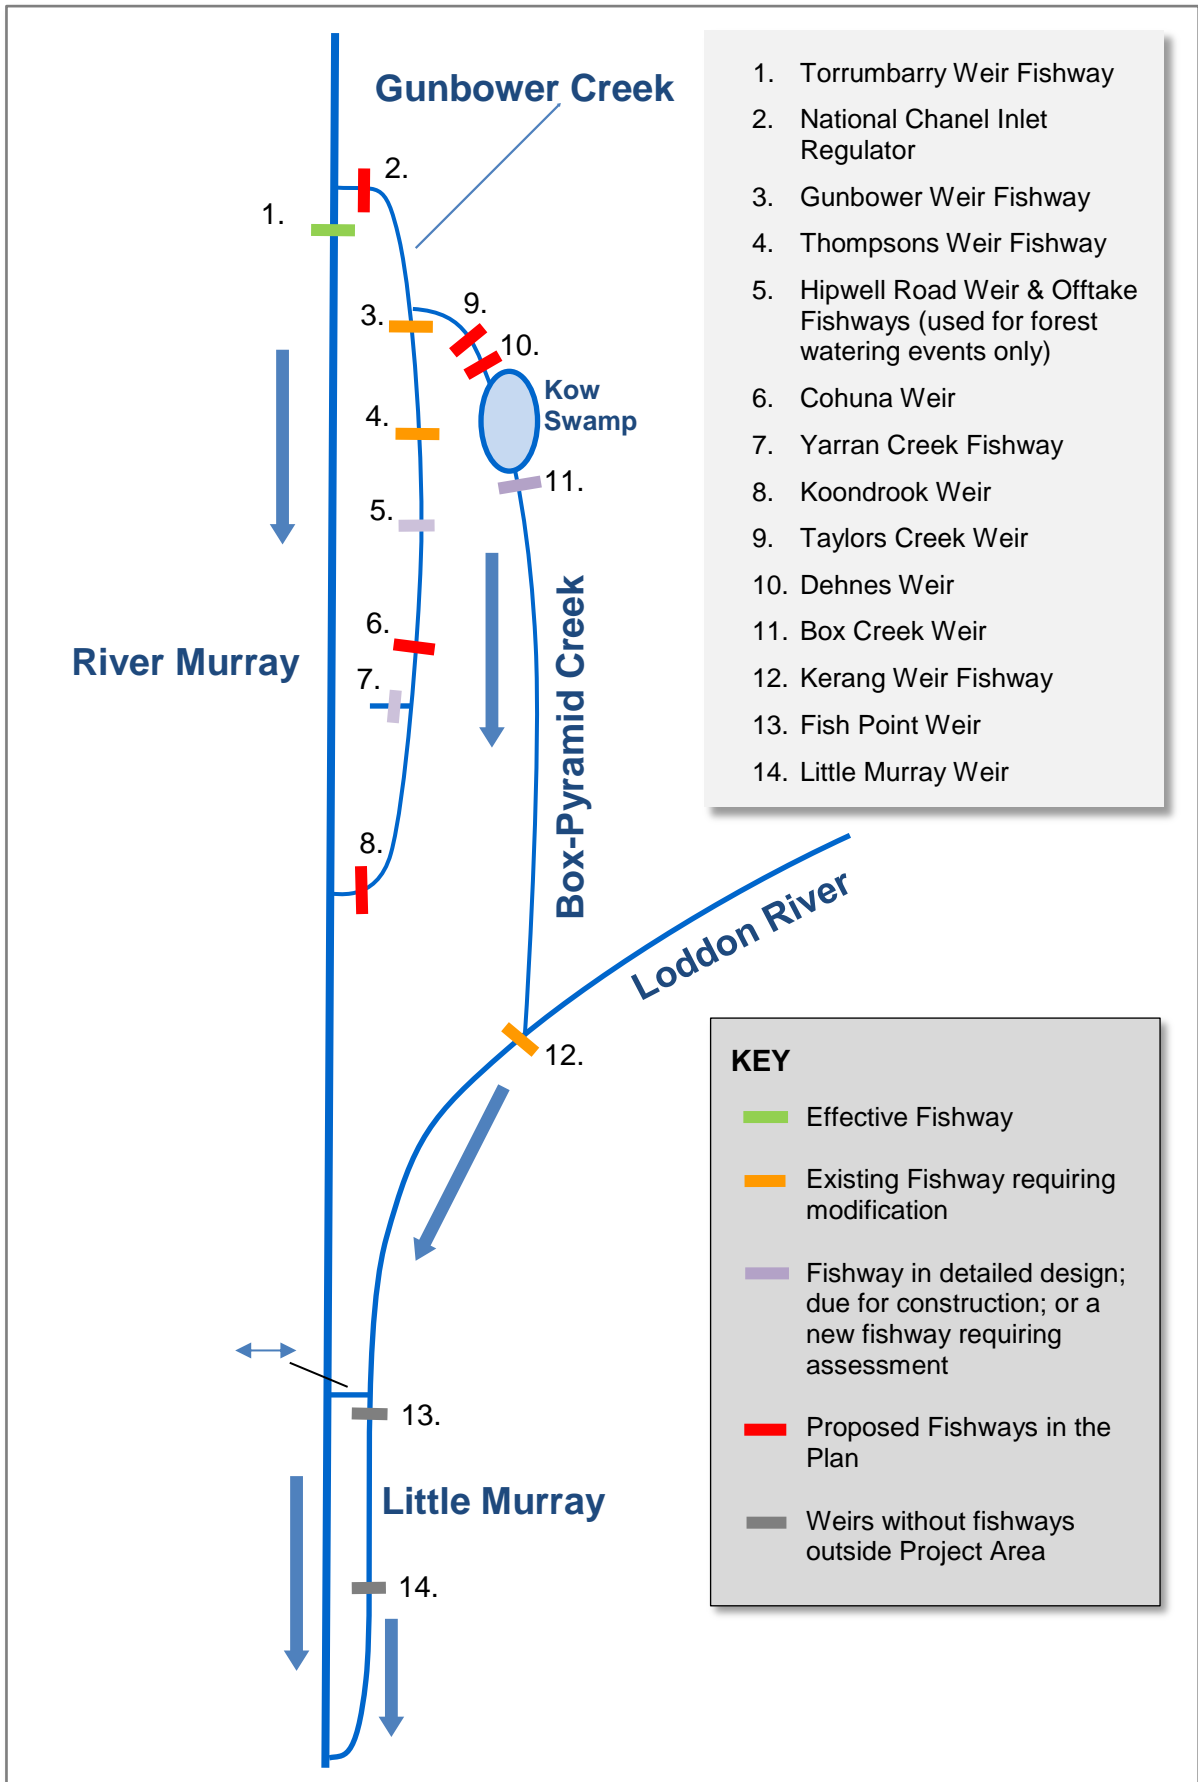 Gunbower Creek
1. Torrumbarry Weir Fishway
2. National Chanel Inlet
Regulator
3. Gunbower Weir Fishway
4. Thompsons Weir Fishway
5. Hipwell Road Weir & Offtake
Fishways (used for forest
watering events only)
6. Cohuna Weir
7. Yarran Creek Fishway
8. Koondrook Weir
9. Taylors Creek Weir
10. Dehnes Weir
11. Box Creek Weir
12. Kerang Weir Fishway
13. Fish Point Weir
14. Little Murray Weir
2.
1.
3.
9.
10.
Kow
Swamp
4.
11.
5.
6.
River Murray
7.
Box-Pyramid Creek
8.
Loddon River
12.
13.
Little Murray
14.
KEY
Effective Fishway
Existing Fishway requiring
modification
Fishway in detailed design;
due for construction; or a
new fishway requiring
assessment
Proposed Fishways in the
Plan
Weirs without fishways
outside Project Area